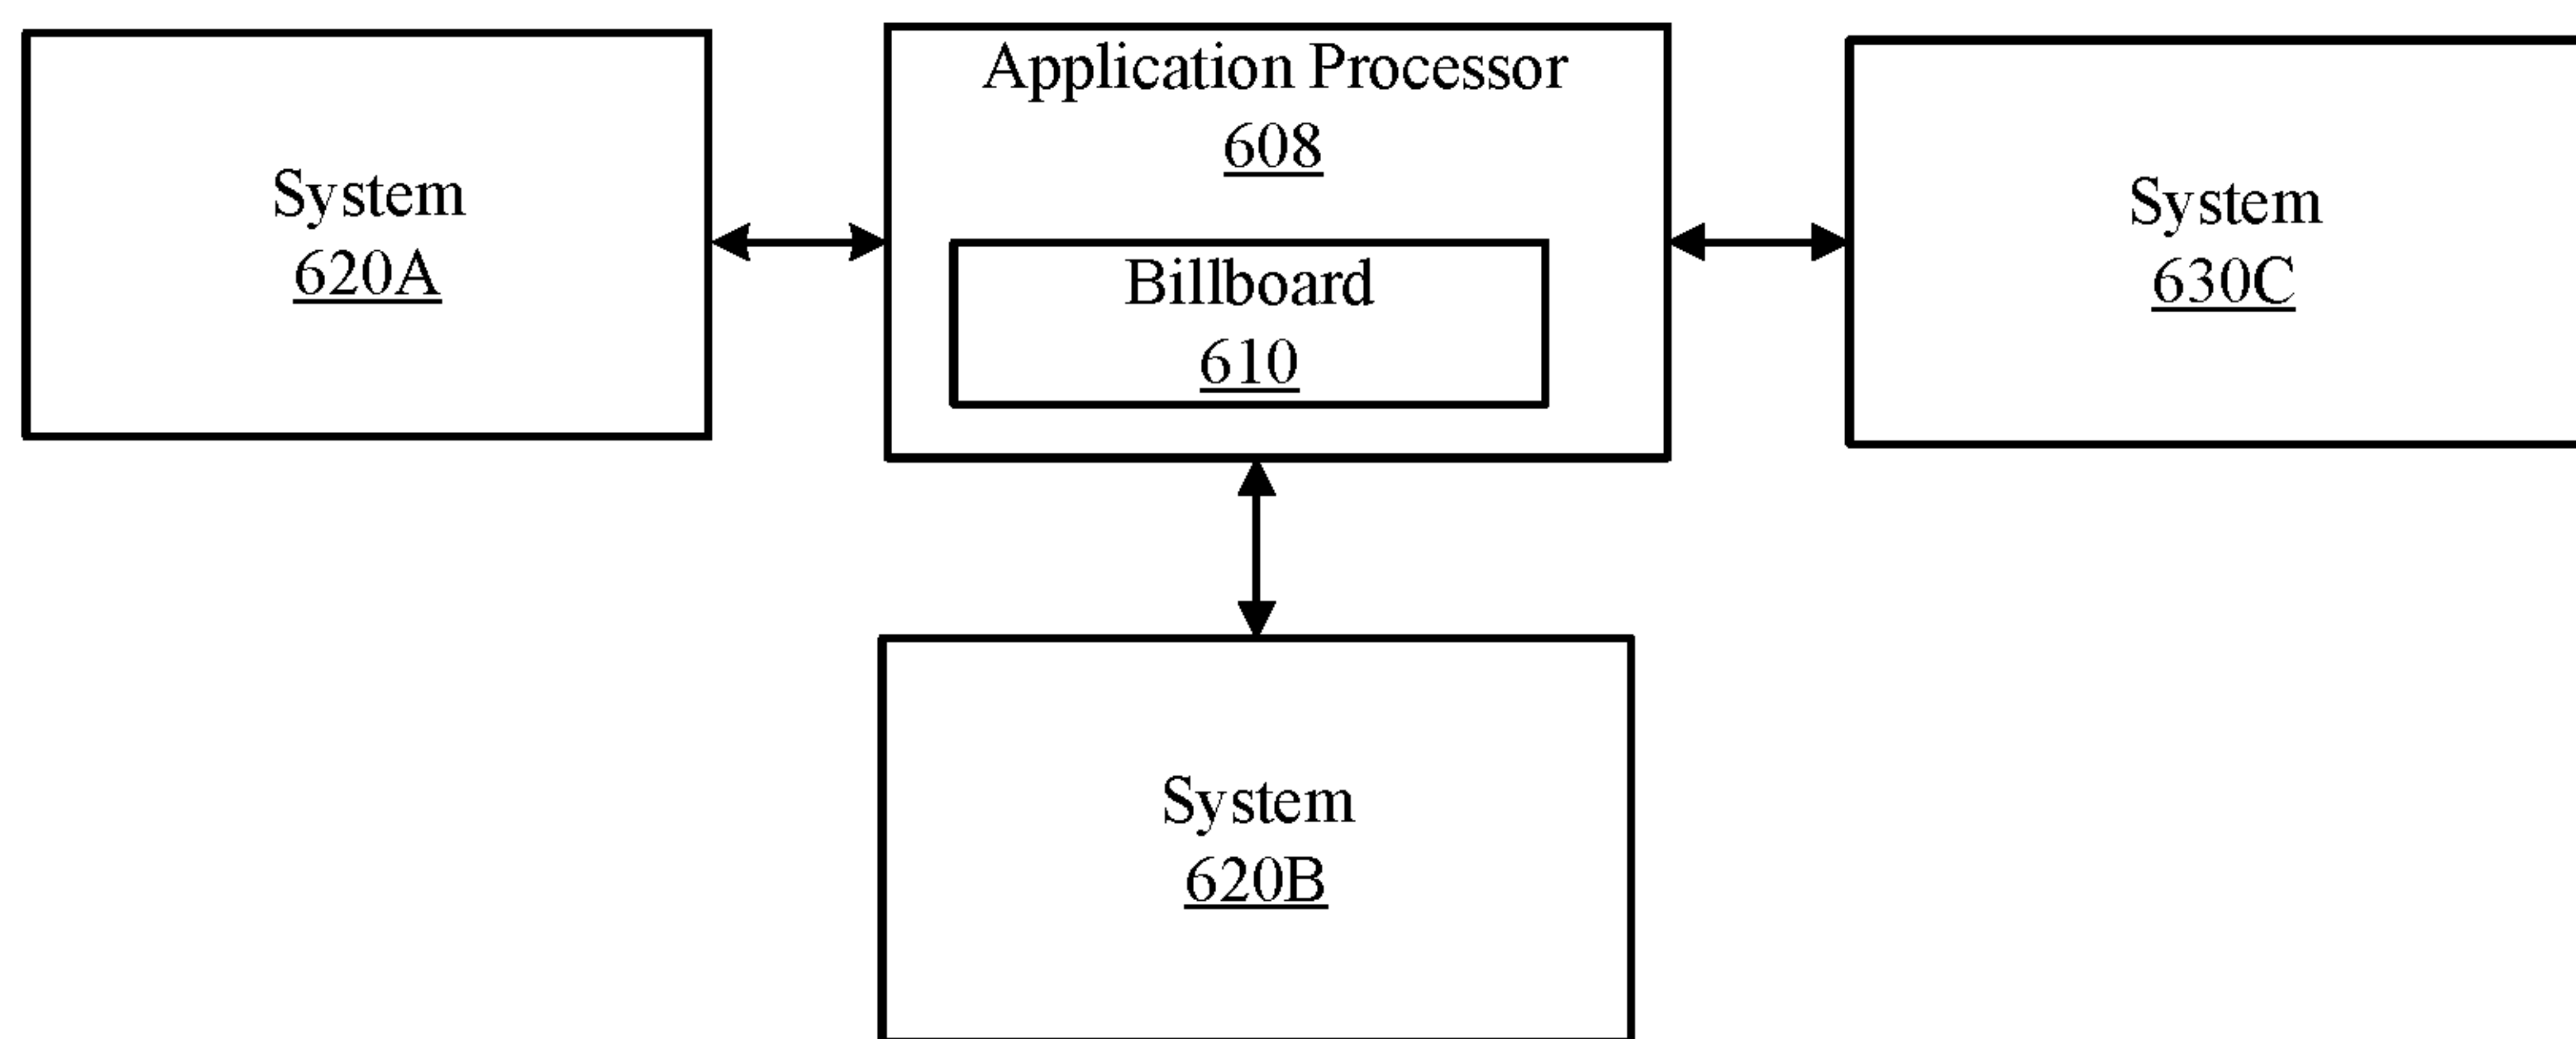 System
620A
Application Processor
608
Billboard
610
System
630C
System
620B